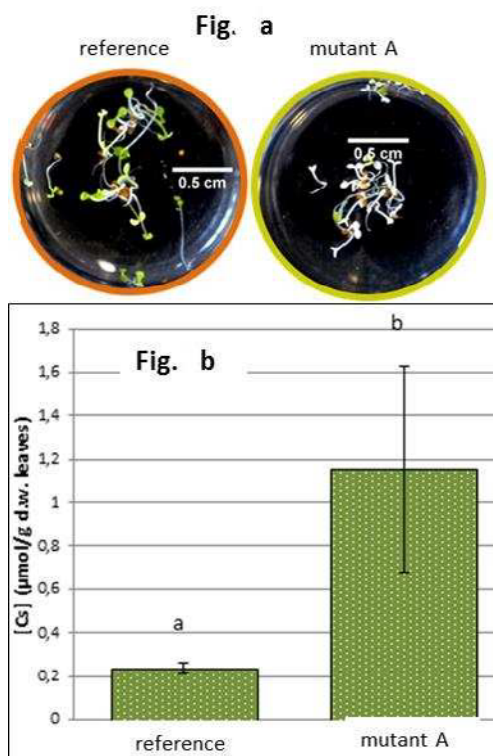 Fig. a
reference mutant A
0.5 cm 0.5 cm
Fig. b
[Cs] (µmol/g d.w. leaves)
1,8
1,6
1,4
1,2
1
0,8
0,6
0,4
0,2
0
a
b
reference mutant A